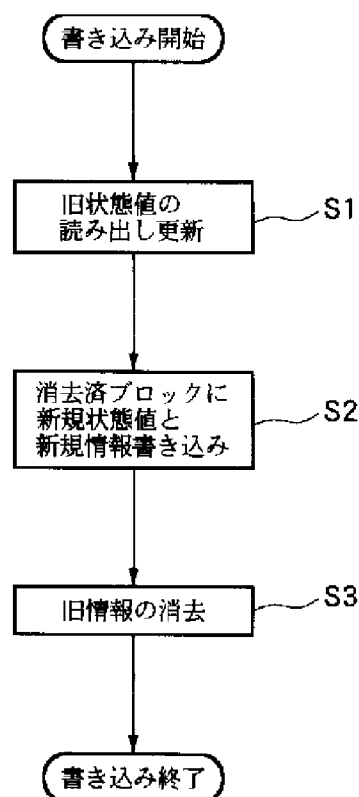 書き込み開始
旧状態値の
読み出し更新
S1
消去済ブロックに
新規状態値と
新規情報書き込み
S2
旧情報の消去
S3
書き込み終了